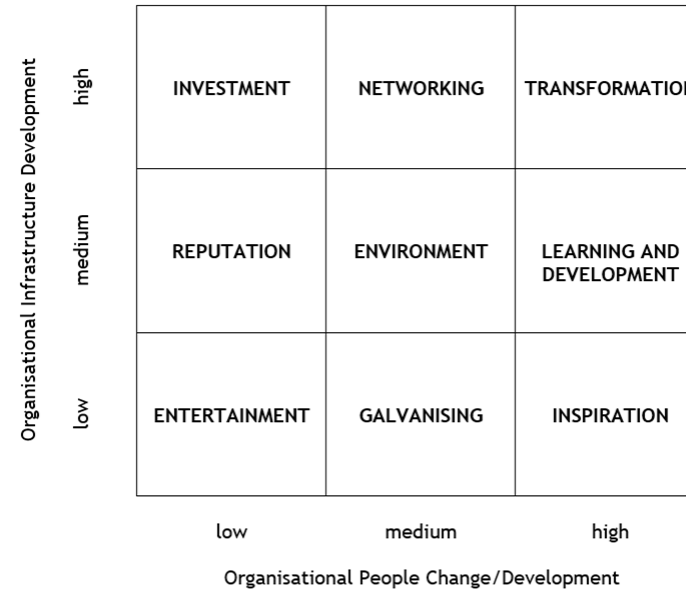 Organisational Infrastructure Development
high
INVESTMENT
NETWORKING
TRANSFORMATION
medium
REPUTATION
ENVIRONMENT
LEARNING AND
DEVELOPMENT
low
ENTERTAINMENT
GALVANISING
INSPIRATION
low
medium
high
Organisational People Change/Development